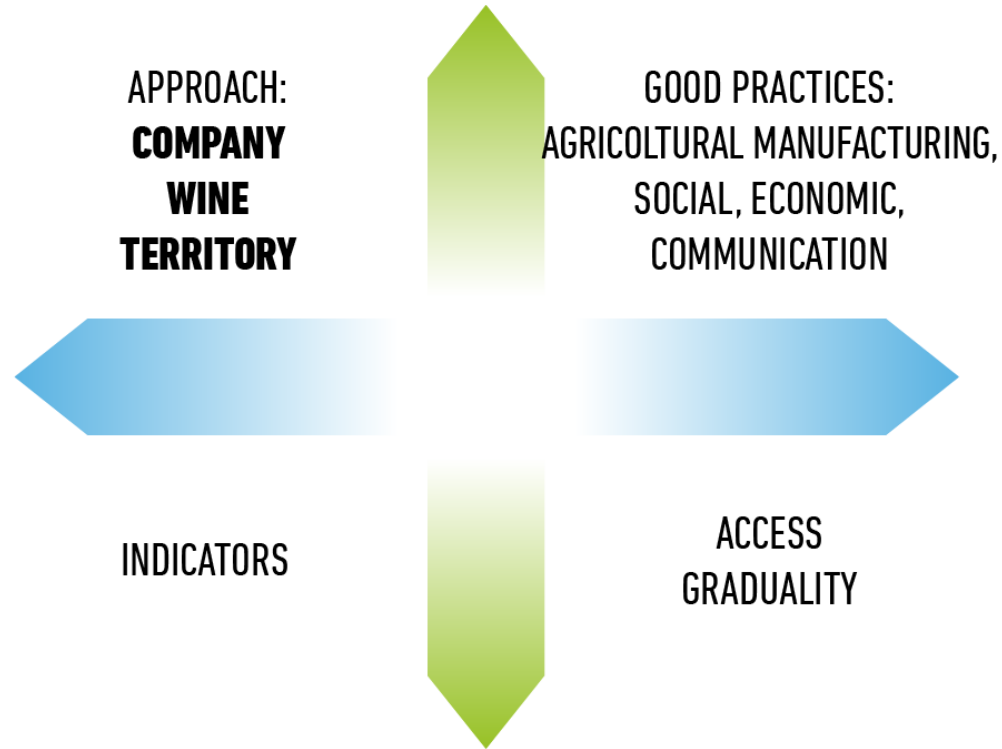 APPROACH:
COMPANY
WINE
TERRITORY
GOOD PRACTICES:
AGRICOLTURAL MANUFACTURING,
SOCIAL, ECONOMIC,
COMMUNICATION
INDICATORS
ACCESS
GRADUALITY